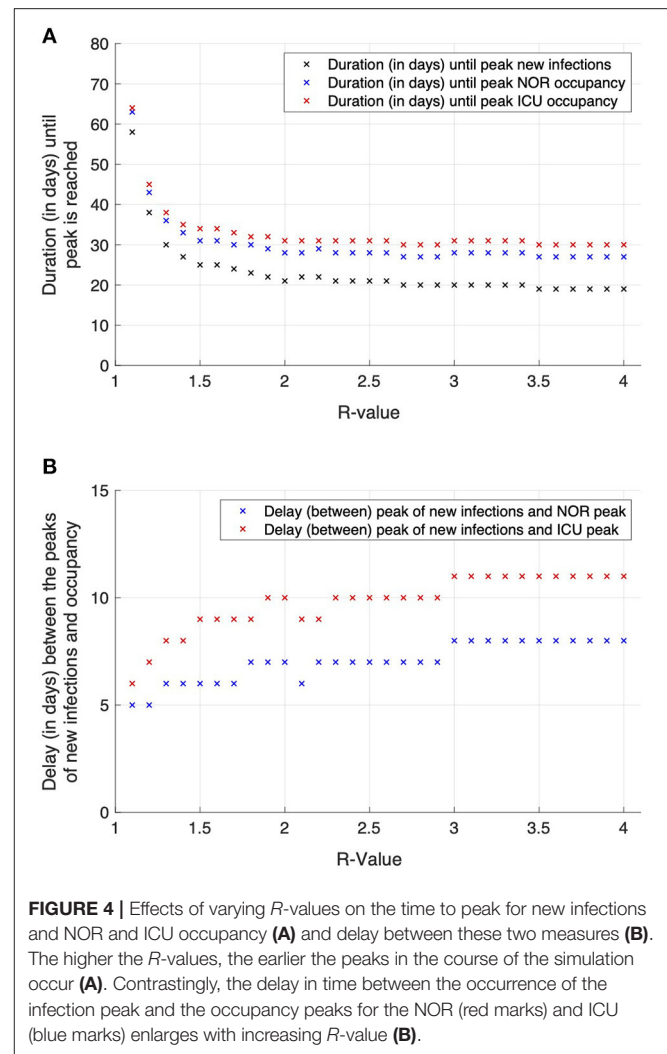 A
80
70
60
50
40
30
20
10
0
Duration (in days) until
peak is reached
Duration (in days) until peak new infections
Duration (in days) until peak NOR occupancy
Duration (in days) until peak ICU occupancy
1 1.5 2 2.5 3 3.5 4
R-value
B
15
10
5
0
Delay (in days) between the peaks
of new infections and occupancy
Delay (between) peak of new infections and NOR peak
Delay (between) peak of new infections and ICU peak
1 1.5 2 2.5 3 3.5 4
R-Value
FIGURE 4 | Effects of varying R-values on the time to peak for new infections
and NOR and ICU occupancy (A) and delay between these two measures (B).
The higher the R-values, the earlier the peaks in the course of the simulation
occur (A). Contrastingly, the delay in time between the occurrence of the
infection peak and the occupancy peaks for the NOR (red marks) and ICU
(blue marks) enlarges with increasing R-value (B).